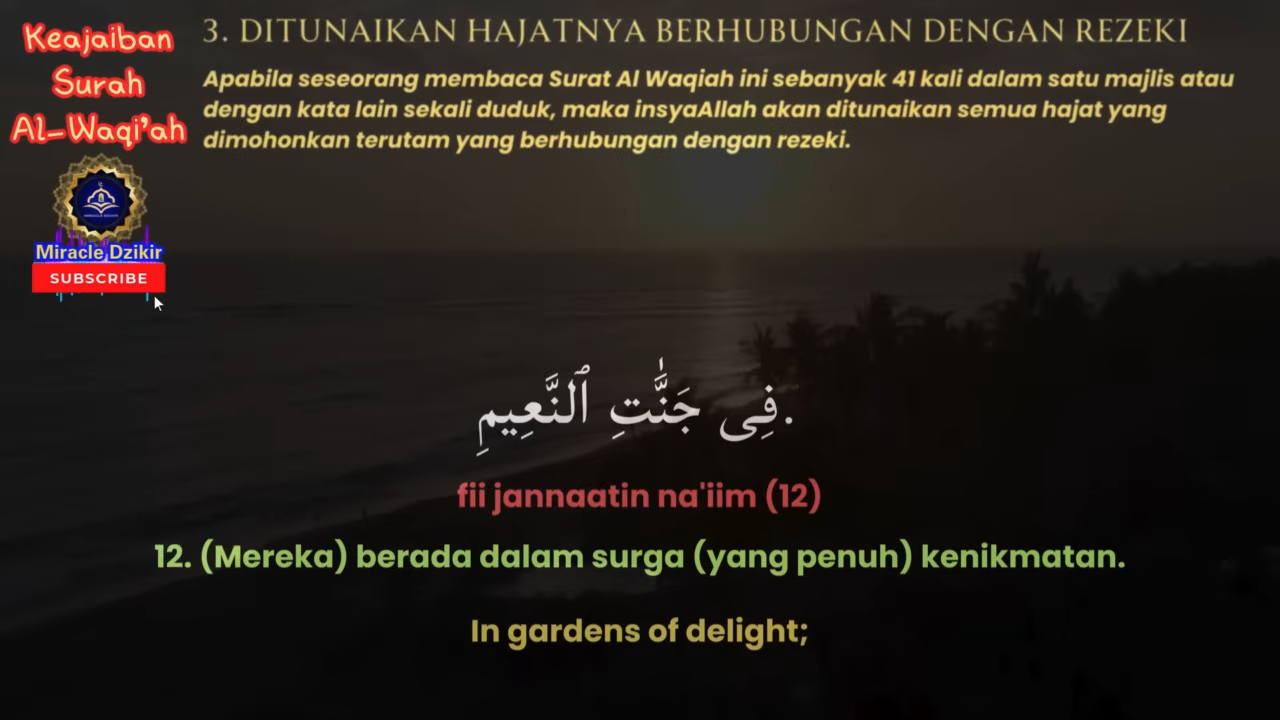 Keajaiban
Surah
Al-Waqi'ah
Miracle Dzikir
SUBSCRIBE
3. DITUNAIKAN HAJATNYA BERHUBUNGAN DENGAN REZEKI
Apabila seseorang membaca Surat Al Waqiah ini sebanyak 41 kali dalam satu majlis atau
dengan kata lain sekali duduk, maka insyaAllah akan ditunaikan semua hajat yang
dimohonkan terutam yang berhubungan dengan rezeki.
فِى جَنَّٰتِ ٱلنَّعِيمِ.
fii jannaatin na'iim (12)
12. (Mereka) berada dalam surga (yang penuh) kenikmatan.
In gardens of delight;